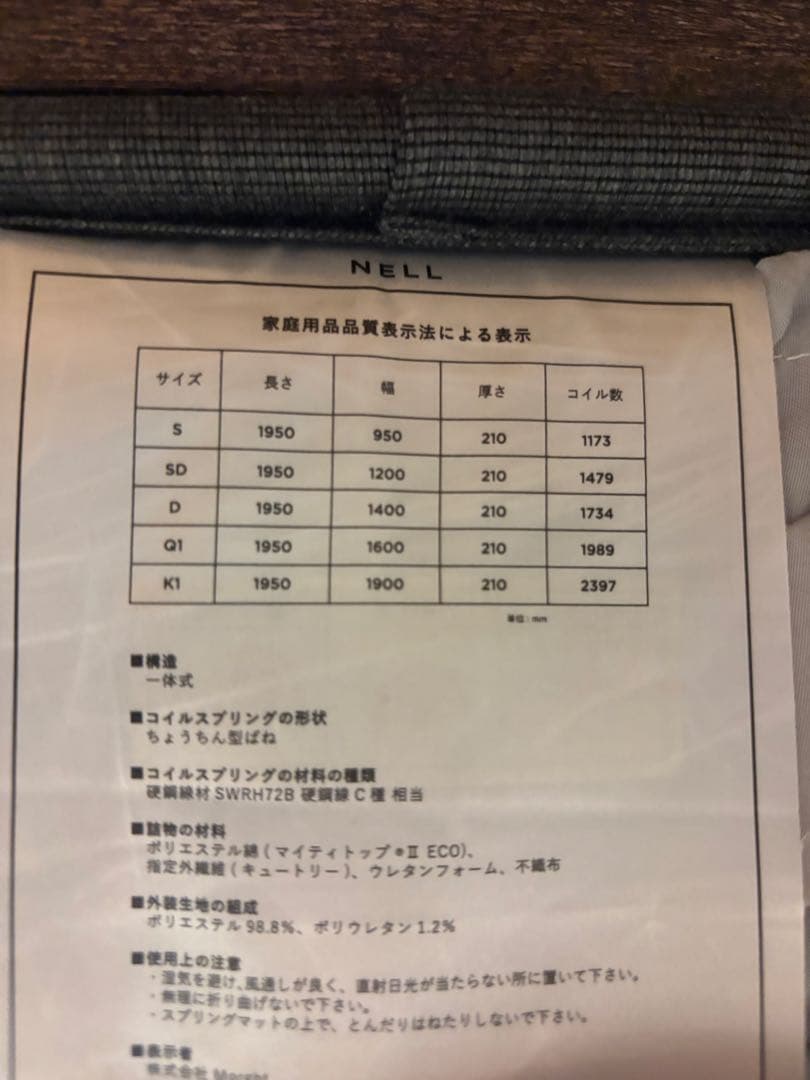 NELL
家庭用品品質表示法による表示
サイズ 長さ 幅 厚さ コイル数
S 1950 950 210 1173
SD 1950 1200 210 1479
D 1950 1400 210 1734
Q1 1950 1600 210 1989
K1 1950 1900 210 2397
単位:mm
■構造
一体式
■コイルスプリングの形状
ちょうちん型ばね
■コイルスプリングの材料の種類
硬鋼線材 SWRH72B 硬鋼線 C 種 相当
■詰物の材料
ポリエステル綿 ( マイティトップ®Ⅱ ECO)、
指定外繊維 ( キュートリー )、ウレタンフォーム、不織布
■外装生地の組成
ポリエステル 98.8%、ポリウレタン 1.2%
■使用上の注意
・湿気を避け、風通しが良く、直射日光が当たらない所に置いて下さい。
・無理に折り曲げないで下さい。
・スプリングマットの上で、とんだりはねたりしないで下さい。
■表示者
株式会社